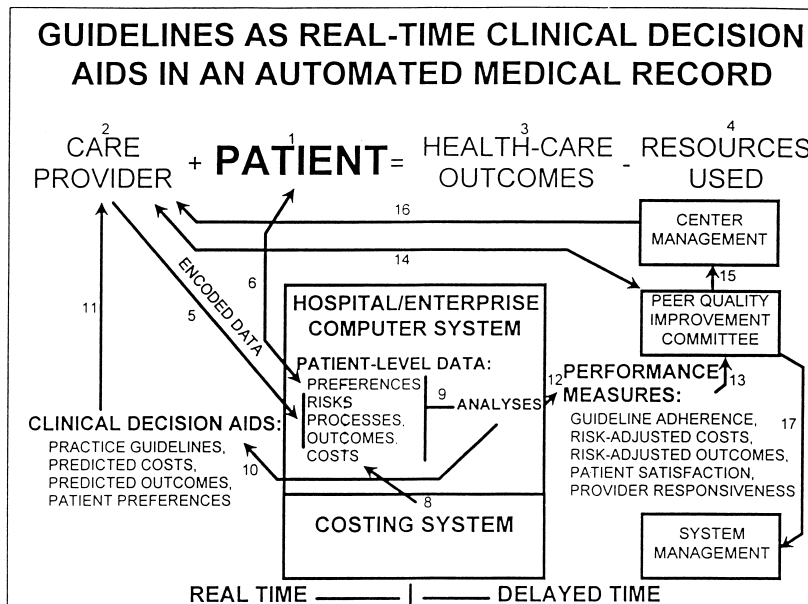 GUIDELINES AS REAL-TIME CLINICAL DECISION
AIDS IN AN AUTOMATED MEDICAL RECORD
2
1
3
4
CARE
PROVIDER
+ PATIENT =
HEALTH-CARE
OUTCOMES
-
RESOURCES
USED
16
CENTER
MANAGEMENT
14
15
11
ENCODED DATA
5
6
HOSPITAL/ENTERPRISE
COMPUTER SYSTEM
PEER QUALITY
IMPROVEMENT
COMMITTEE
PATIENT-LEVEL DATA:
PREFERENCES
RISKS
PROCESSES,
OUTCOMES,
COSTS
9
ANALYSES
12
PERFORMANCE
MEASURES:
13
GUIDELINE ADHERENCE,
RISK-ADJUSTED COSTS,
RISK-ADJUSTED OUTCOMES,
PATIENT SATISFACTION,
PROVIDER RESPONSIVENESS
17
CLINICAL DECISION AIDS:
PRACTICE GUIDELINES,
PREDICTED COSTS,
PREDICTED OUTCOMES,
PATIENT PREFERENCES
10
8
COSTING SYSTEM
SYSTEM
MANAGEMENT
REAL TIME
DELAYED TIME